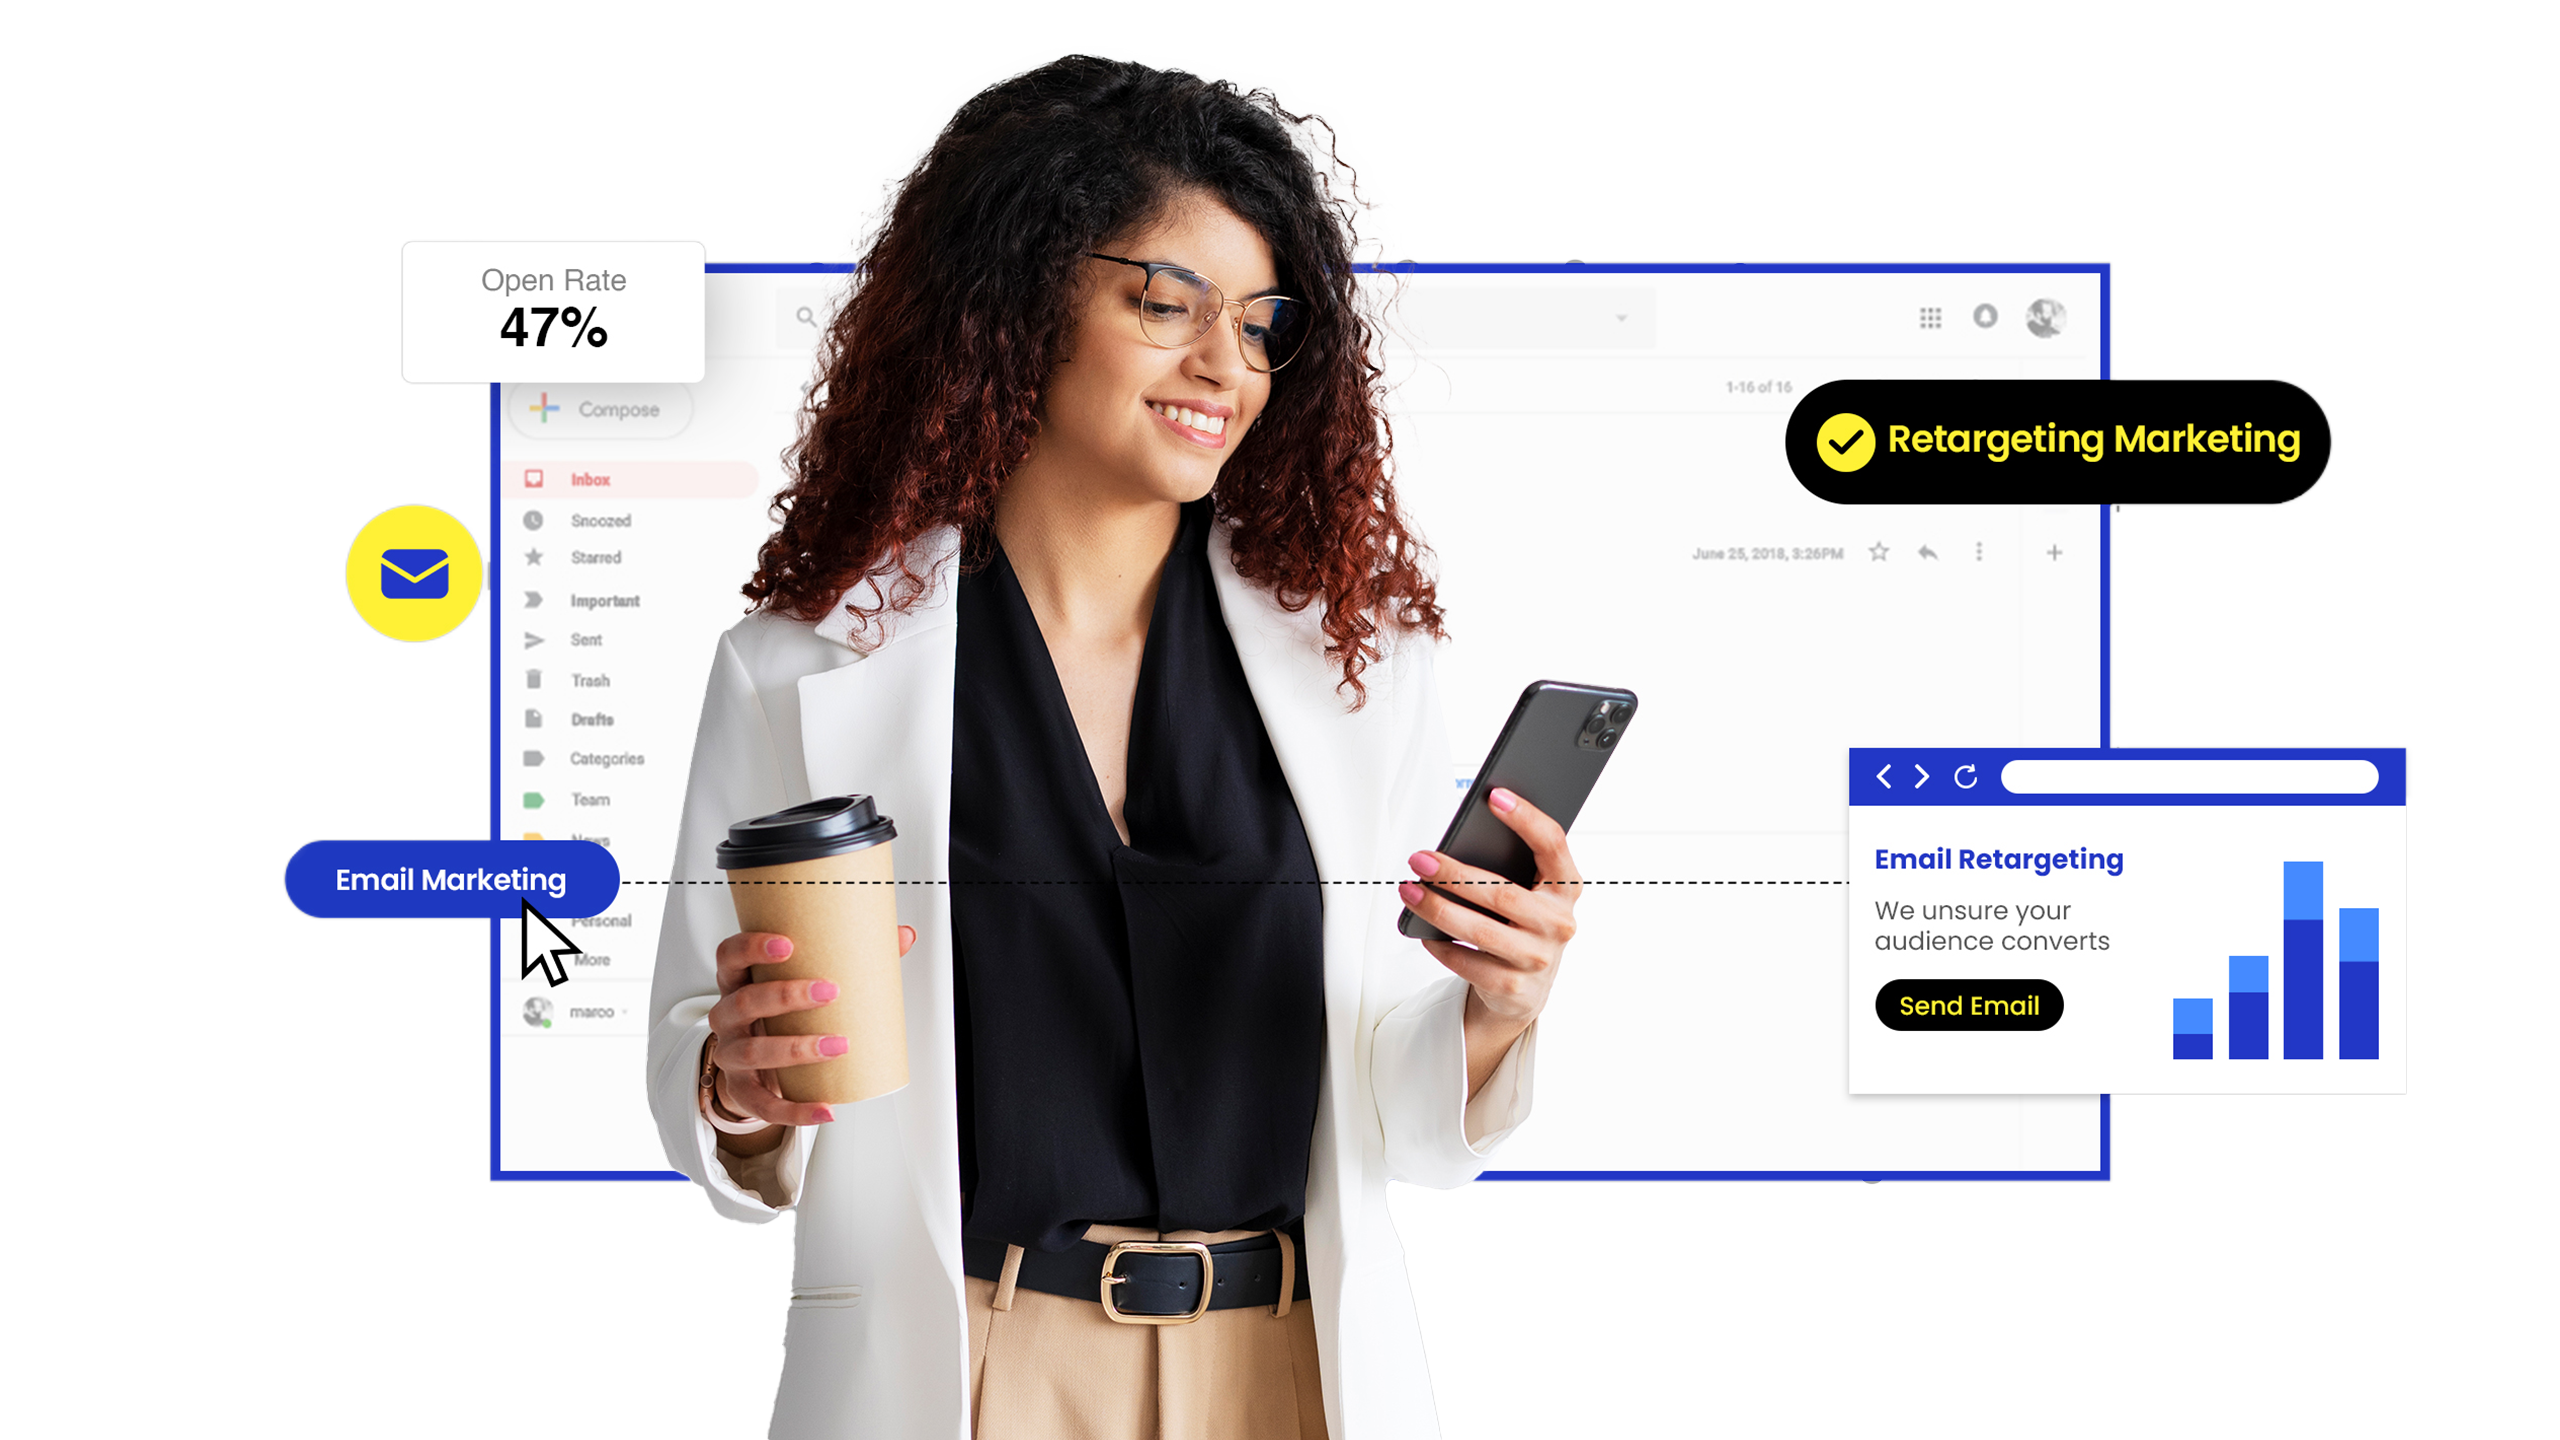 Open Rate
47%
Compose
1-16 of 16
Retargeting Marketing
Inbox
Snoozed
June 25, 2018, 3:26PM
Starred
Important
Sent
Trash
Drafts
Categories
Team
News
Email Marketing
Personal
More
marco
Email Retargeting
We unsure your
audience converts
Send Email